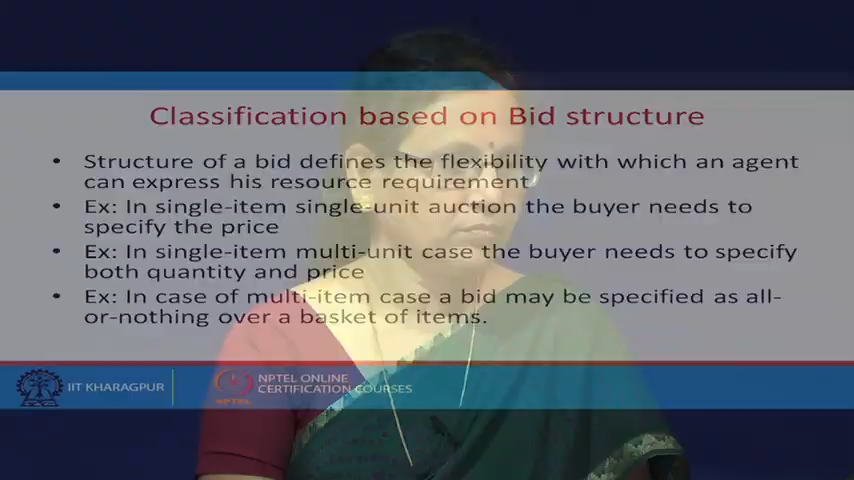 Classification based on Bid structure
• Structure of a bid defines the flexibility with which an agent
can express his resource requirement
• Ex: In single-item single-unit auction the buyer needs to
specify the price
• Ex: In single-item multi-unit case the buyer needs to specify
both quantity and price
• Ex: In case of multi-item case a bid may be specified as all-
or-nothing over a basket of items.
IIT KHARAGPUR
NPTEL
NPTEL ONLINE
CERTIFICATION COURSES